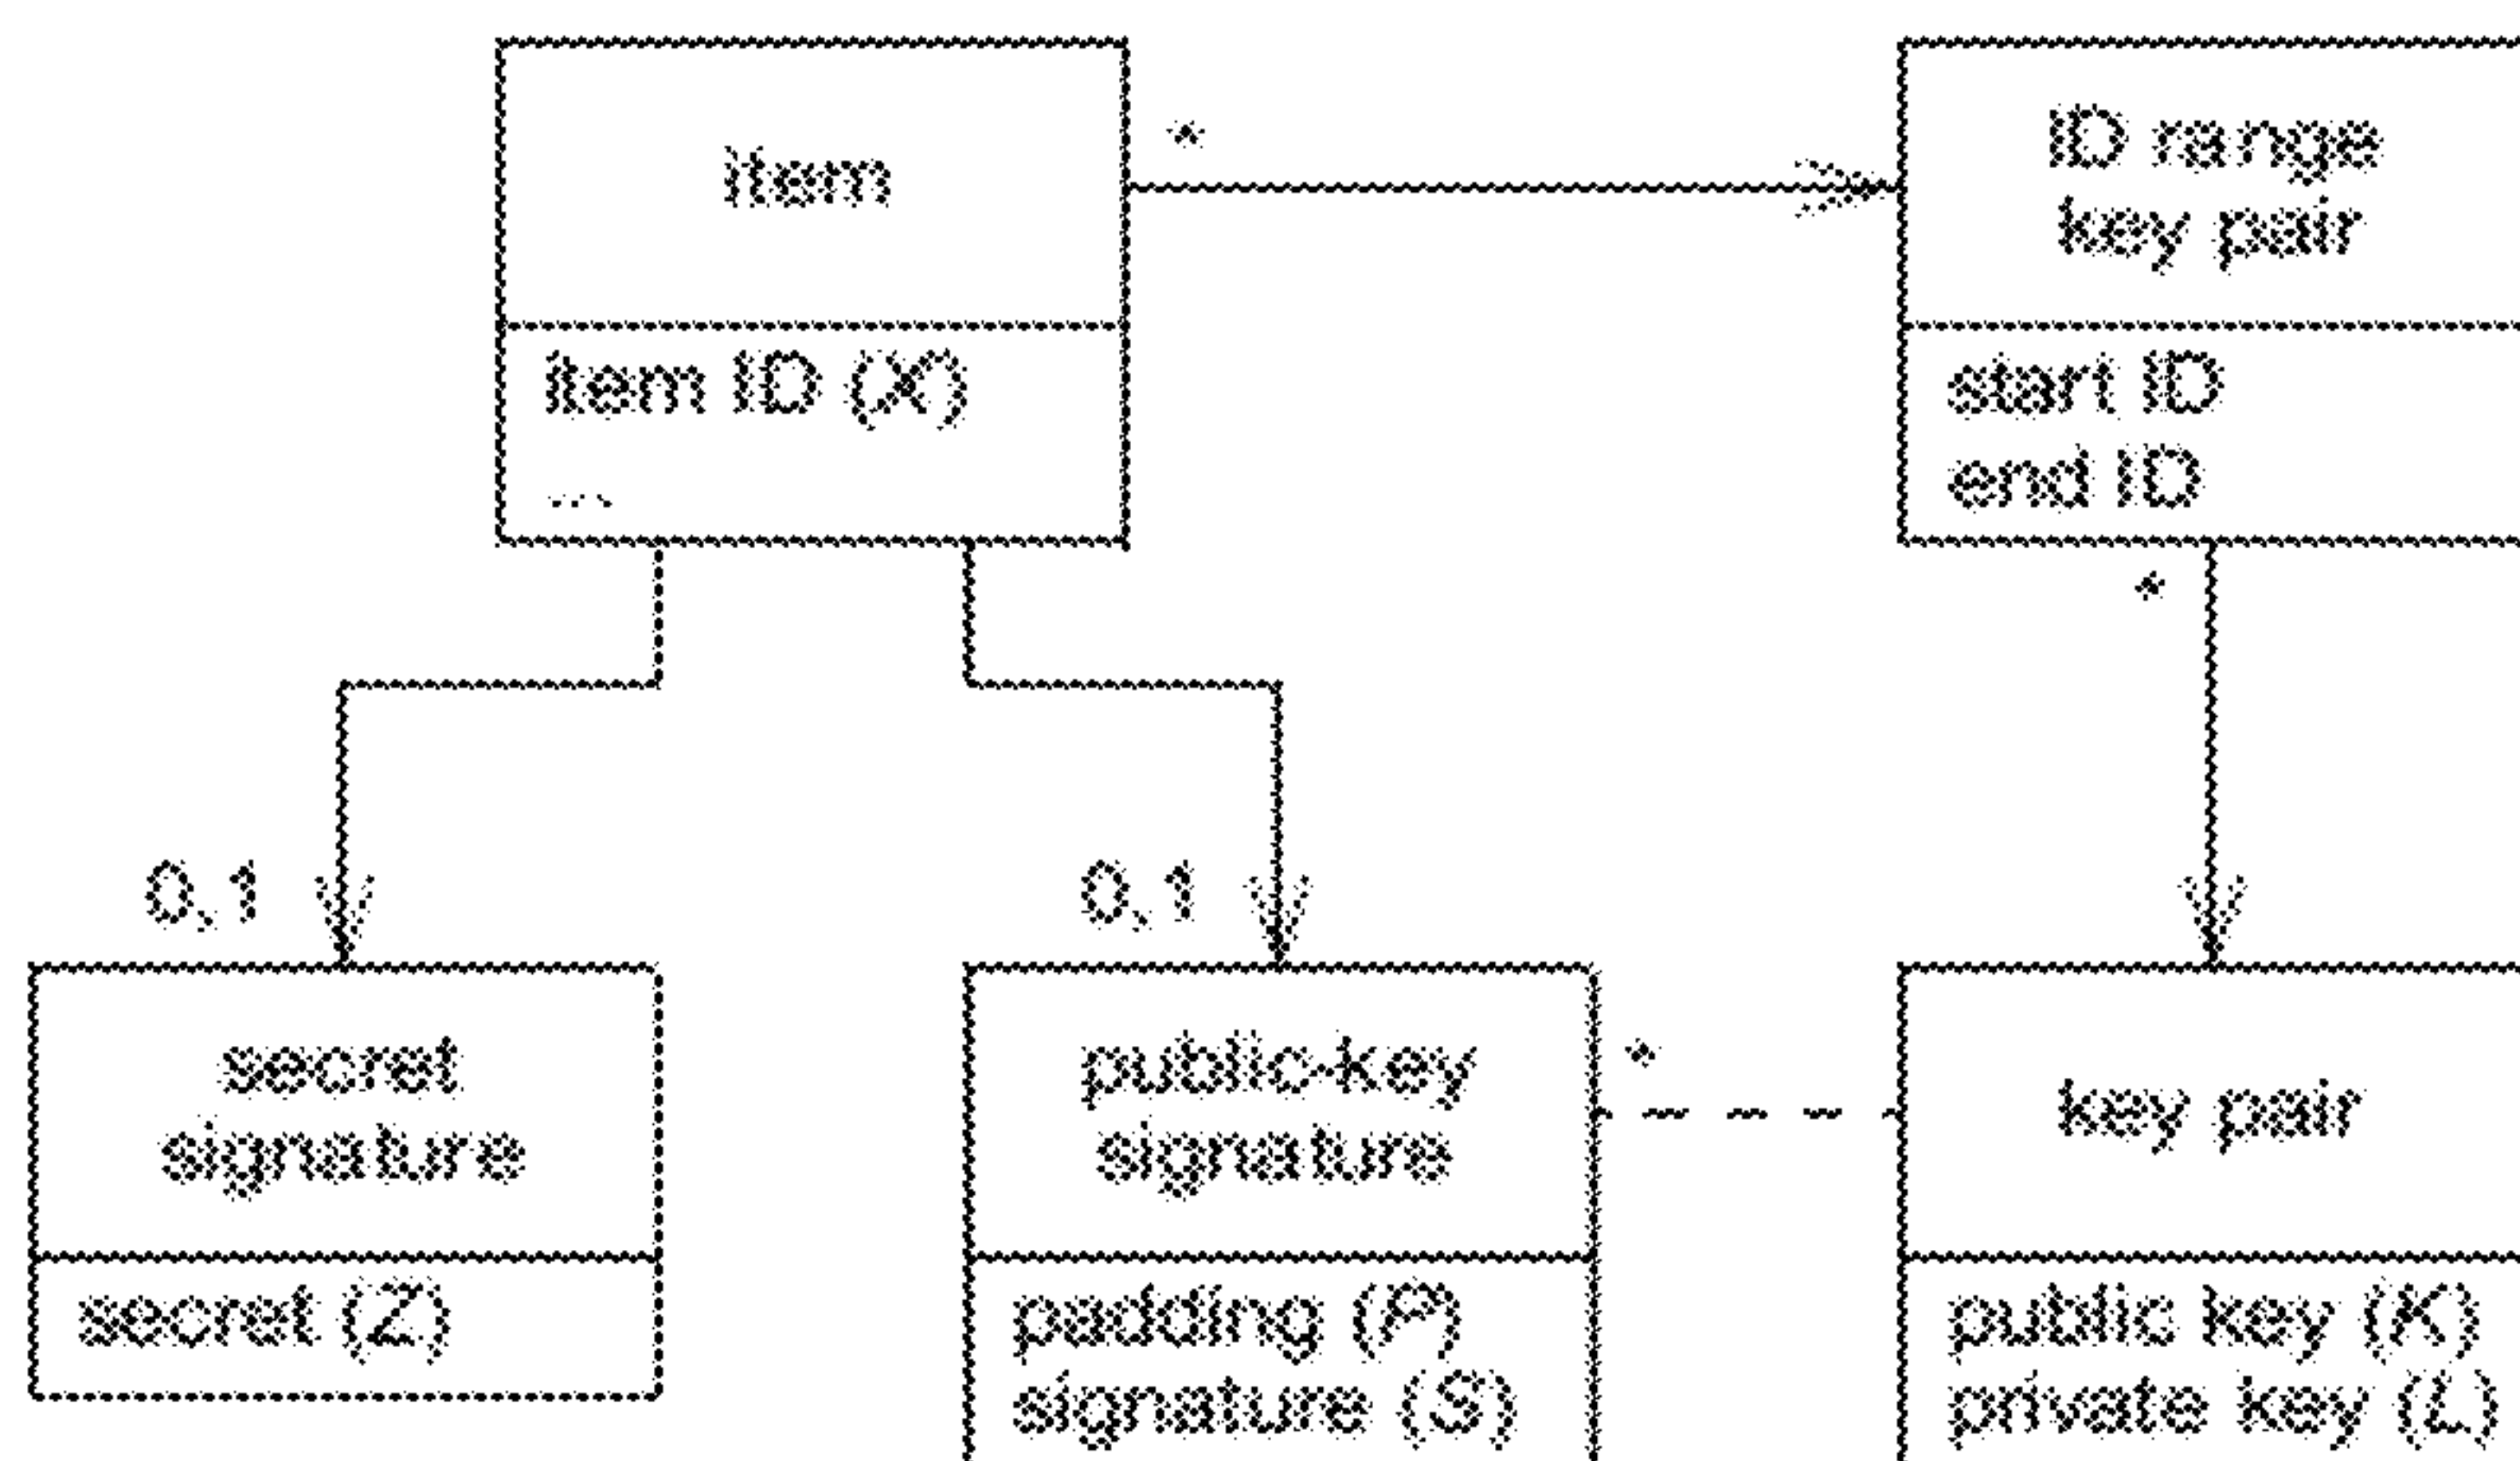 item
*
ID range
key pair
item ID (X)
...
start ID
end ID
*
0,1
0,1
secret
signature
public-key
signature
*
key pair
secret (Z)
padding (P)
signature (S)
public key (K)
private key (L)